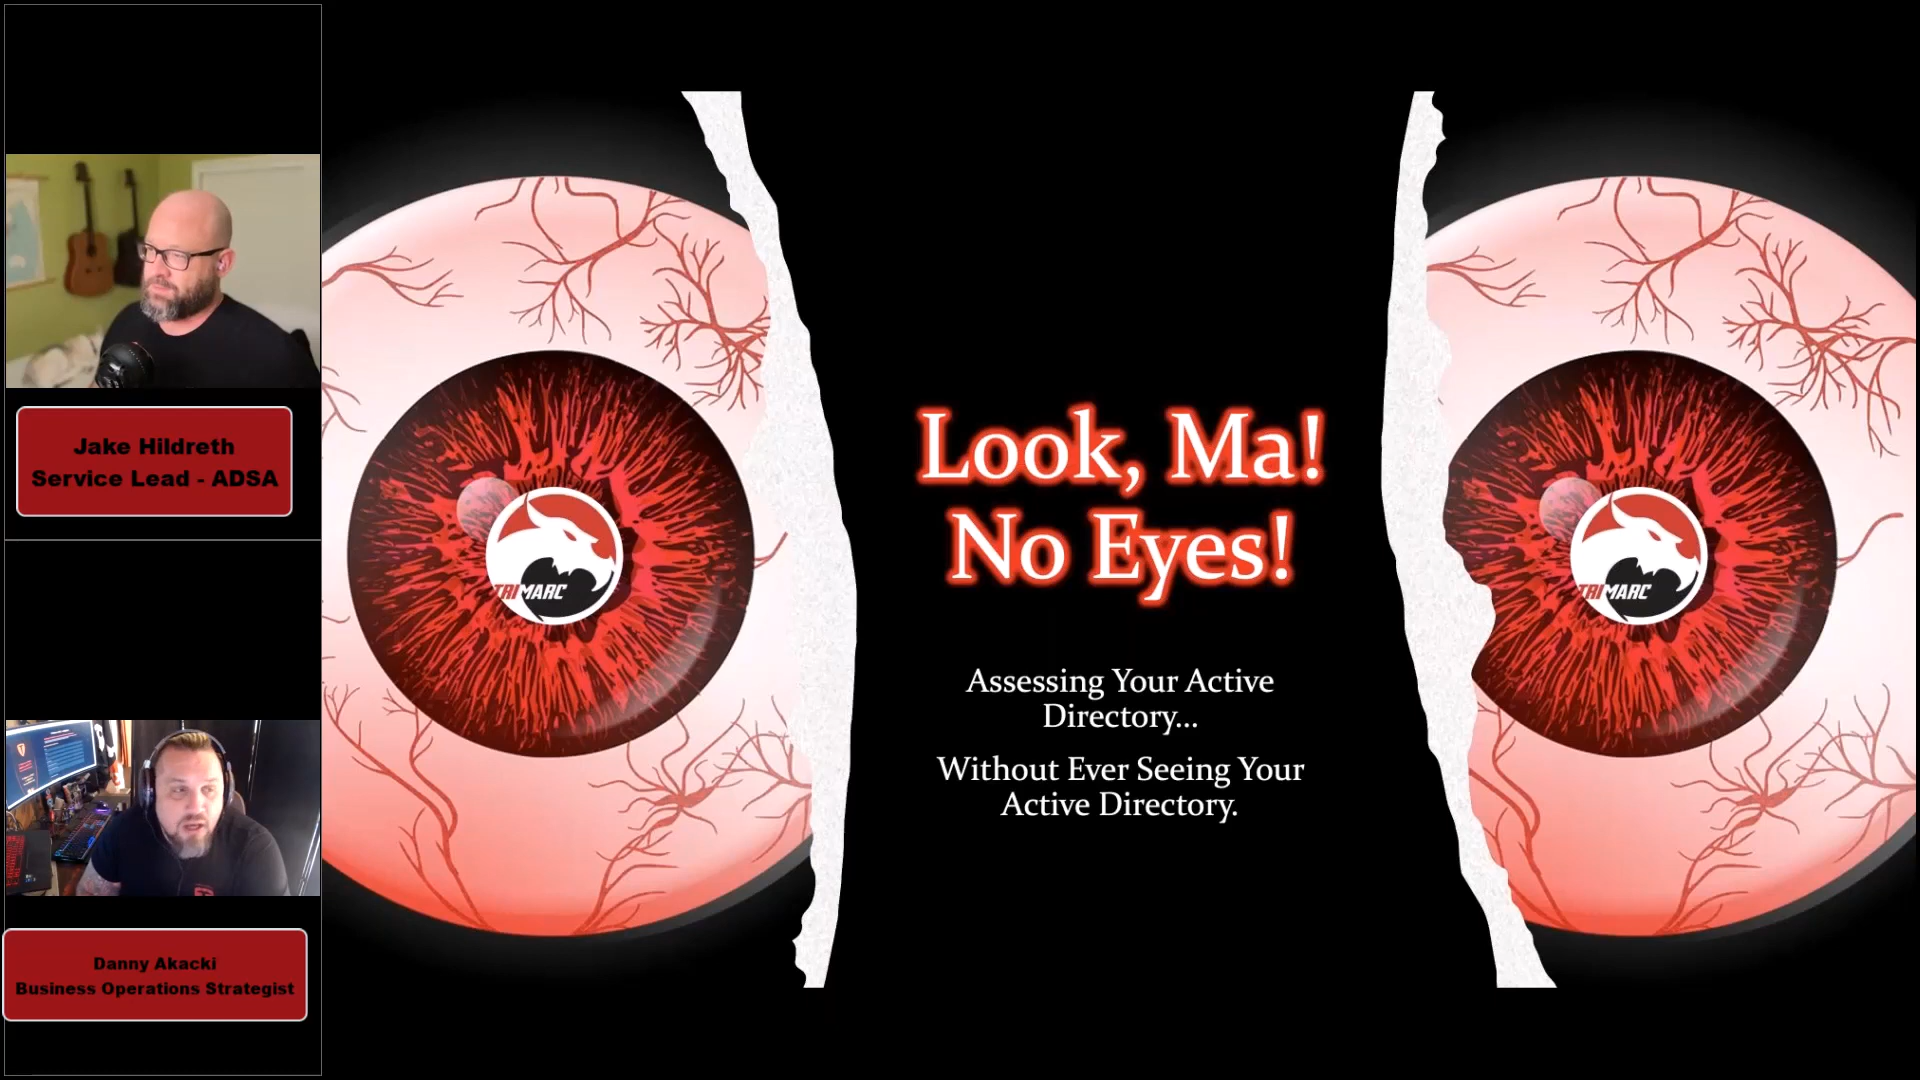 Jake Hildreth
Service Lead - ADSA
Danny Akacki
Business Operations Strategist
TRIMARC
Look, Ma!
No Eyes!
Assessing Your Active
Directory...
Without Ever Seeing Your
Active Directory.
TRIMARC